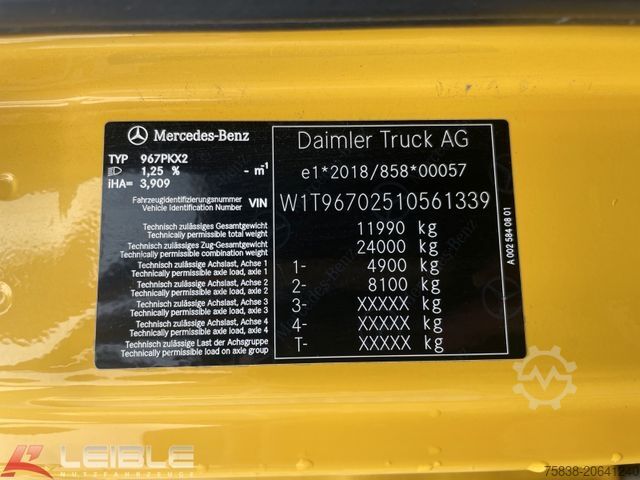 Mercedes-Benz
Daimler Truck AG
TYP 967PKX2
1,25 % - m⁻¹
iHA= 3,909
e1*2018/858*00057
Fahrzeugidentifizierungsnummer
Vehicle Identification Number VIN
W1T96702510561339
Technisch zulässiges Gesamtgewicht
Technically permissible total weight
11990 kg
Technisch zulässiges Zug-Gesamtgewicht
Technically permissible combination weight
24000 kg
Technisch zulässige Achslast, Achse 1
Technically permissible axle load, axle 1
1- 4900 kg
Technisch zulässige Achslast, Achse 2
Technically permissible axle load, axle 2
2- 8100 kg
Technisch zulässige Achslast, Achse 3
Technically permissible axle load, axle 3
3- XXXXX kg
Technisch zulässige Achslast, Achse 4
Technically permissible axle load, axle 4
4- XXXXX kg
Technisch zulässige Last der Achsgruppe
Technically permissible load on axle group
T- XXXXX kg
A 002 584 08 01
LEIBLE
NUTZFAHRZEUGE
75838-20641240